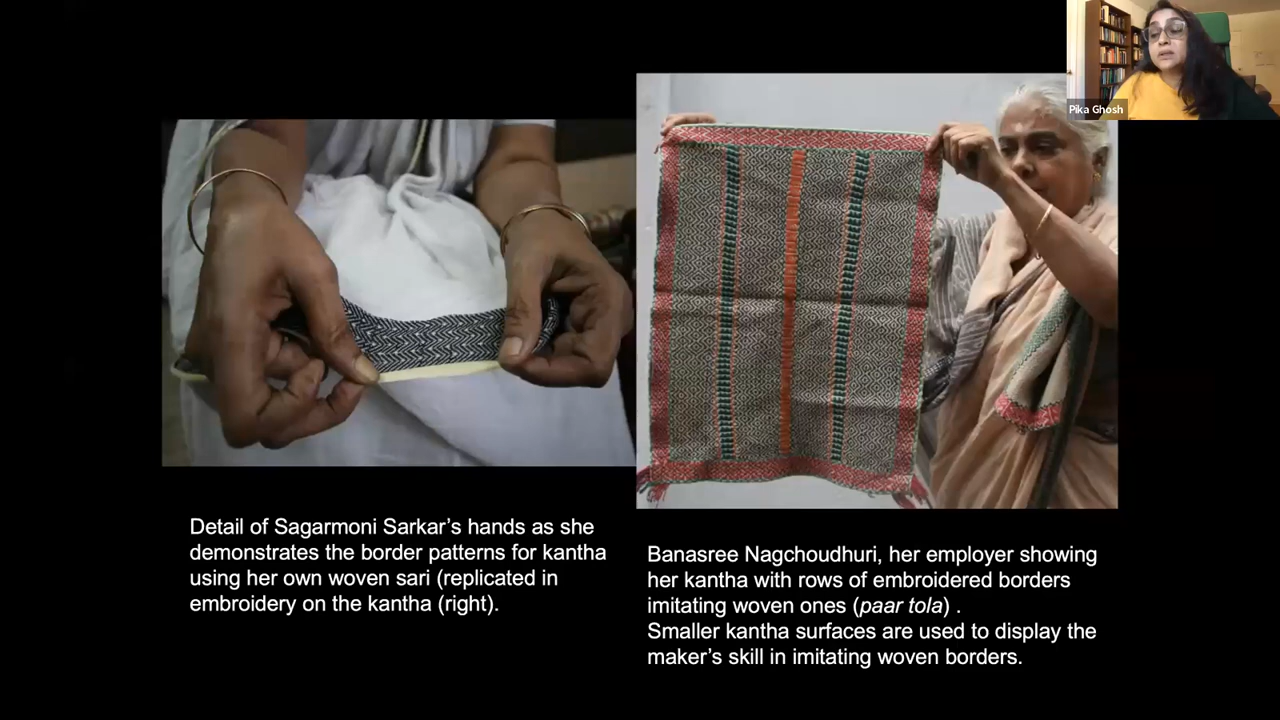 Pika Ghosh
Detail of Sagarmoni Sarkar’s hands as she
demonstrates the border patterns for kantha
using her own woven sari (replicated in
embroidery on the kantha (right).
Banasree Nagchoudhuri, her employer showing
her kantha with rows of embroidered borders
imitating woven ones (paar tola) .
Smaller kantha surfaces are used to display the
maker’s skill in imitating woven borders.